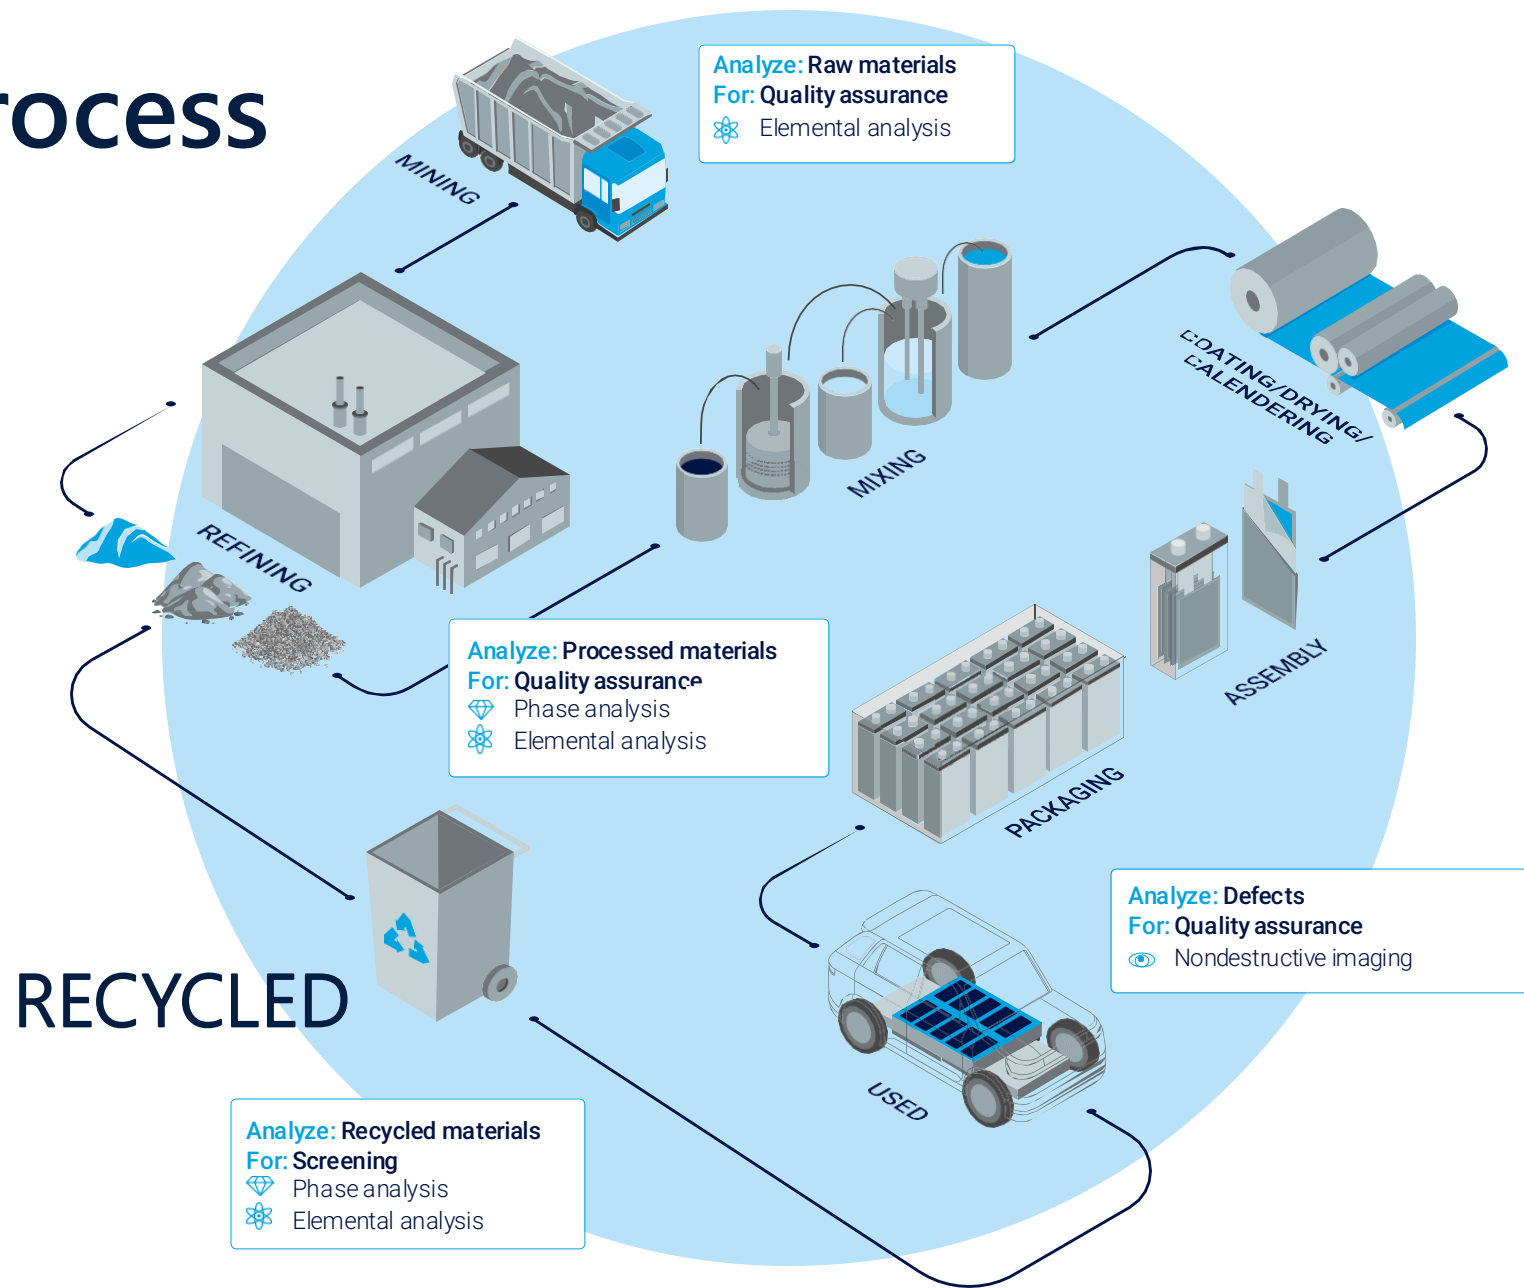 rocess
Analyze: Raw materials
For: Quality assurance
Elemental analysis
MINING
COATING/DRYING/
CALENDERING
MIXING
REFINING
Analyze: Processed materials
For: Quality assurance
Phase analysis
Elemental analysis
ASSEMBLY
PACKAGING
Analyze: Defects
For: Quality assurance
Nondestructive imaging
RECYCLED
USED
Analyze: Recycled materials
For: Screening
Phase analysis
Elemental analysis